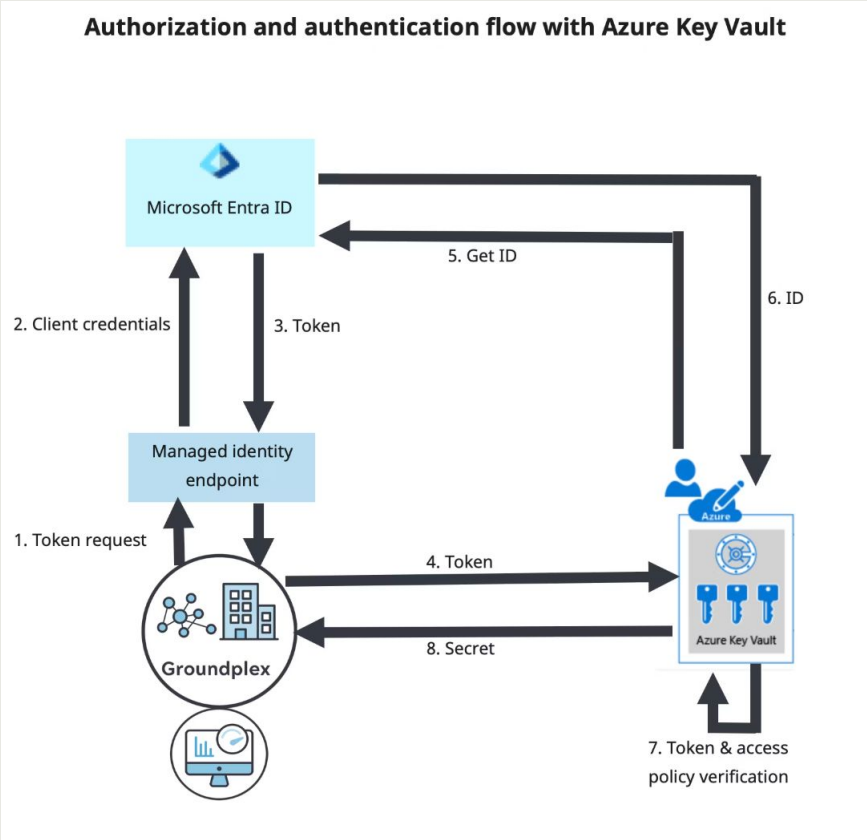 Authorization and authentication flow with Azure Key Vault
Microsoft Entra ID
5. Get ID
6. ID
2. Client credentials
3. Token
Managed identity
endpoint
1. Token request
Azure
4. Token
Azure Key Vault
8. Secret
Groundplex
7. Token & access
policy verification